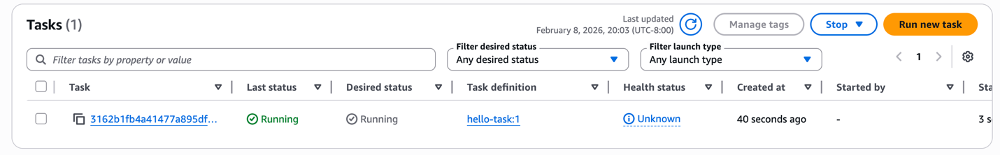 Tasks (1)
Last updated
February 8, 2026, 20:03 (UTC-8:00)
Manage tags
Stop
Run new task
Filter tasks by property or value
Filter desired status
Any desired status
Filter launch type
Any launch type
1
Task Last status Desired status Task definition Health status Created at Started by Sta
3162b1fb4a41477a895df... Running Running hello-task:1 Unknown 40 seconds ago - 3 s